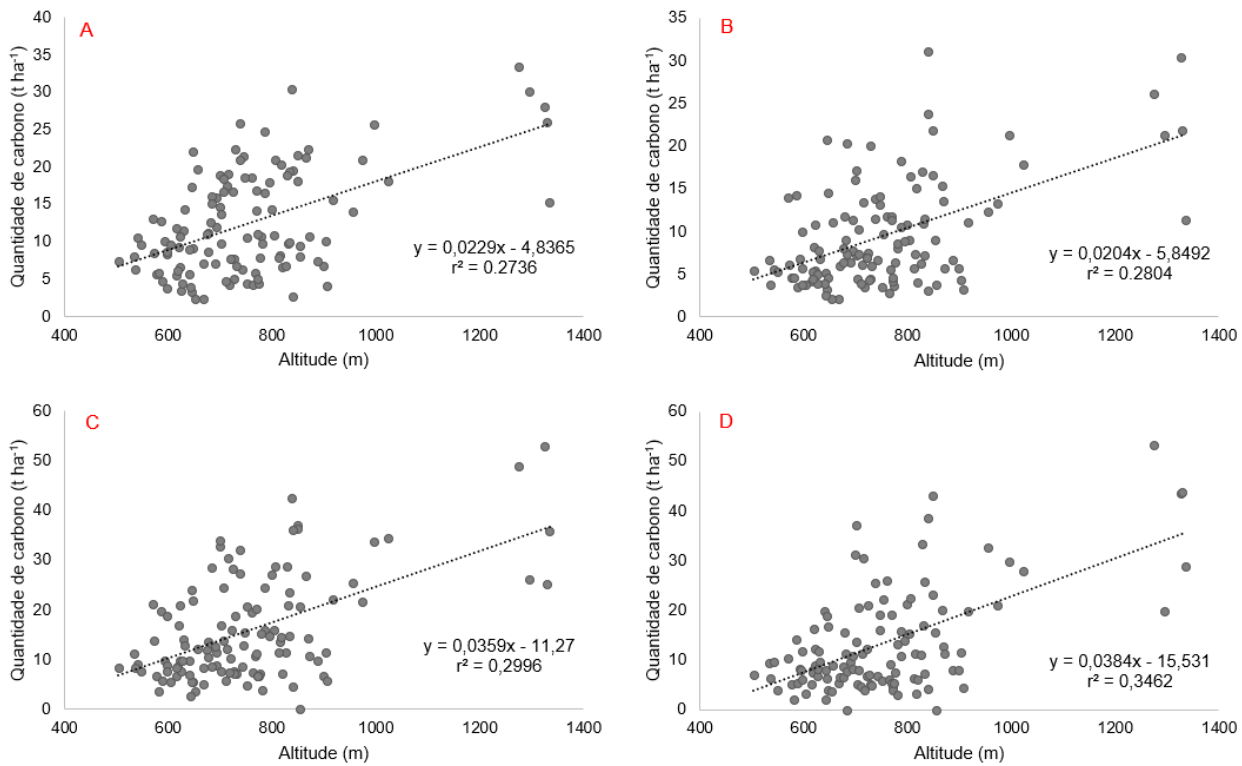 A
Quantidade de carbono (t ha⁻¹)
40
35
30
25
20
15
10
5
0
y = 0,0229x - 4,8365
r² = 0.2736
400 600 800 1000 1200 1400
Altitude (m)
B
Quantidade de carbono (t ha⁻¹)
35
30
25
20
15
10
5
0
y = 0,0204x - 5,8492
r² = 0.2804
400 600 800 1000 1200 1400
Altitude (m)
C
Quantidade de carbono (t ha⁻¹)
60
50
40
30
20
10
0
y = 0,0359x - 11,27
r² = 0,2996
400 600 800 1000 1200 1400
Altitude (m)
D
Quantidade de carbono (t ha⁻¹)
60
50
40
30
20
10
0
y = 0,0384x - 15,531
r² = 0,3462
400 600 800 1000 1200 1400
Altitude (m)